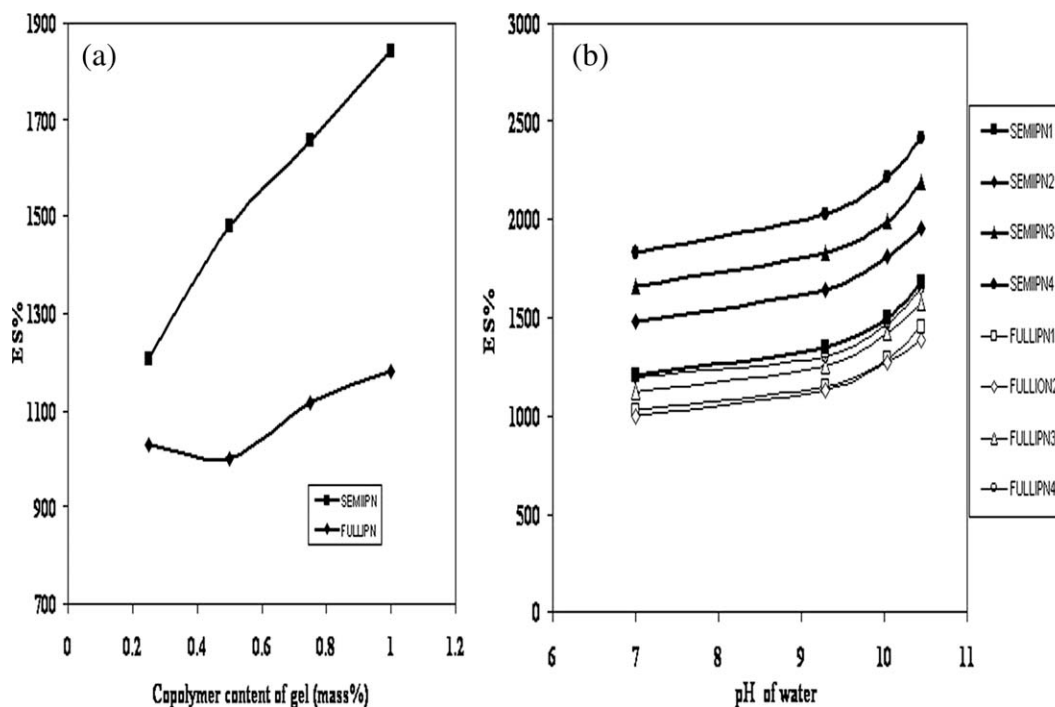 (a)
ES%
1900
1700
1500
1300
1100
900
700
0 0.2 0.4 0.6 0.8 1 1.2
Copolymer content of gel (mass%)
SEMIIPN
FULLIPN
(b)
ES%
3000
2500
2000
1500
1000
500
0
6 7 8 9 10 11
pH of water
SEMIIPN1
SEMIIPN2
SEMIIPN3
SEMIIPN4
FULLIPN1
FULLION2
FULLIPN3
FULLIPN4